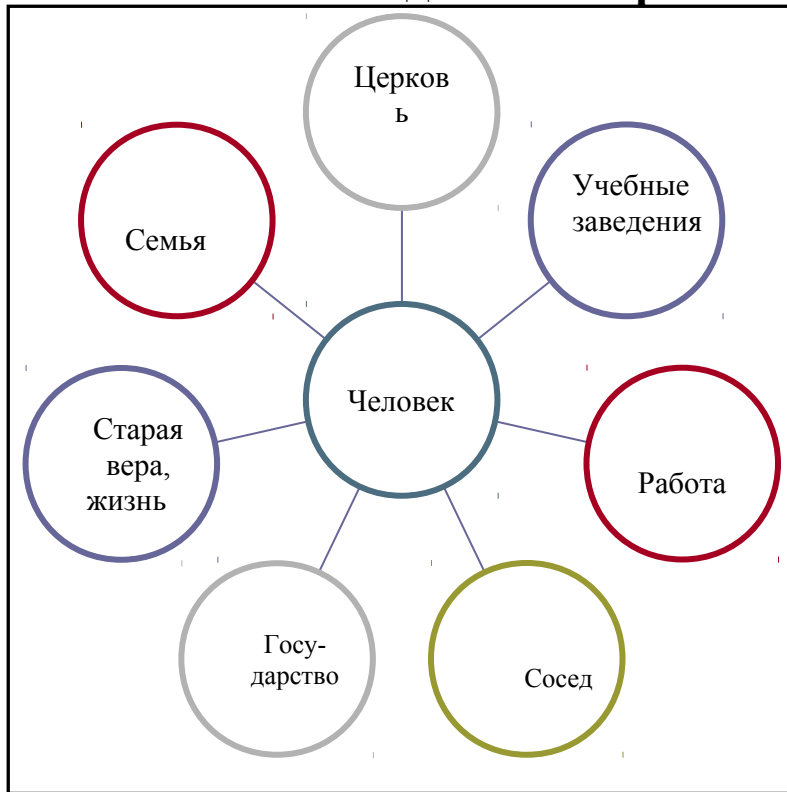 Церков
ь
Учебные
заведения
Семья
Человек
Старая
вера,
жизнь
Работа
Госу-
дарство
Сосед